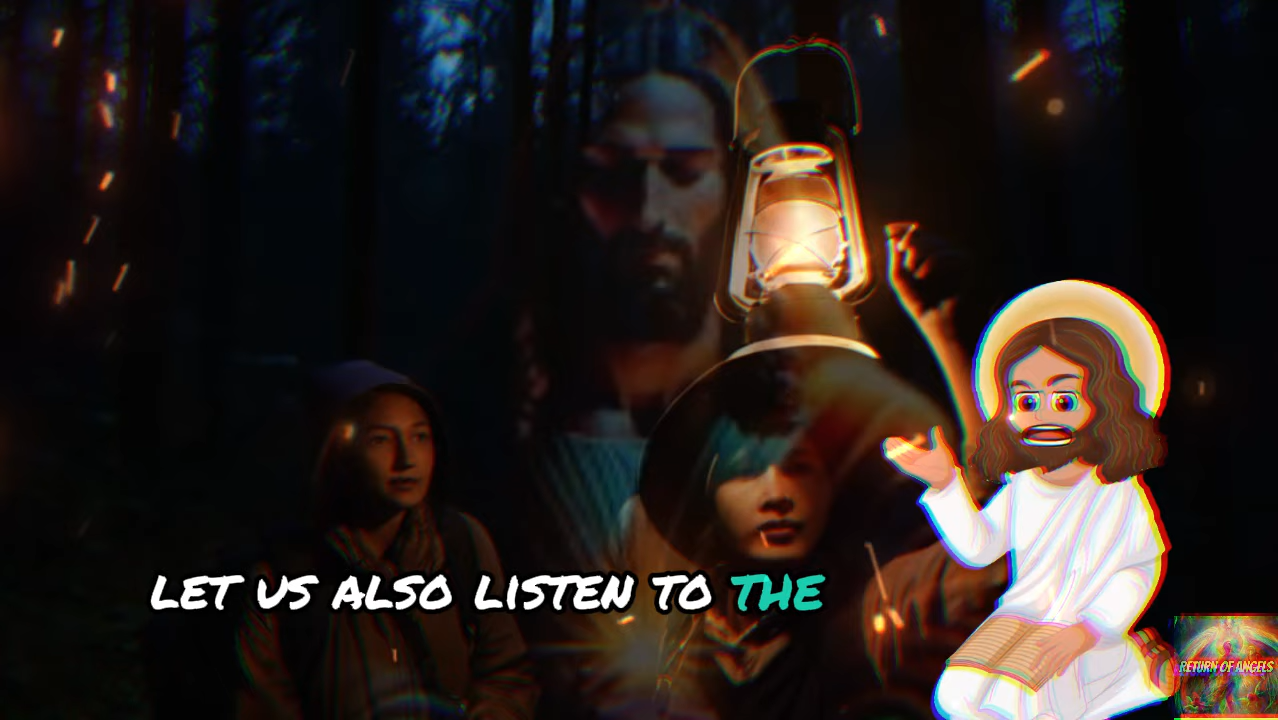 LET US ALSO LISTEN TO THE
RETURN OF ANGELS